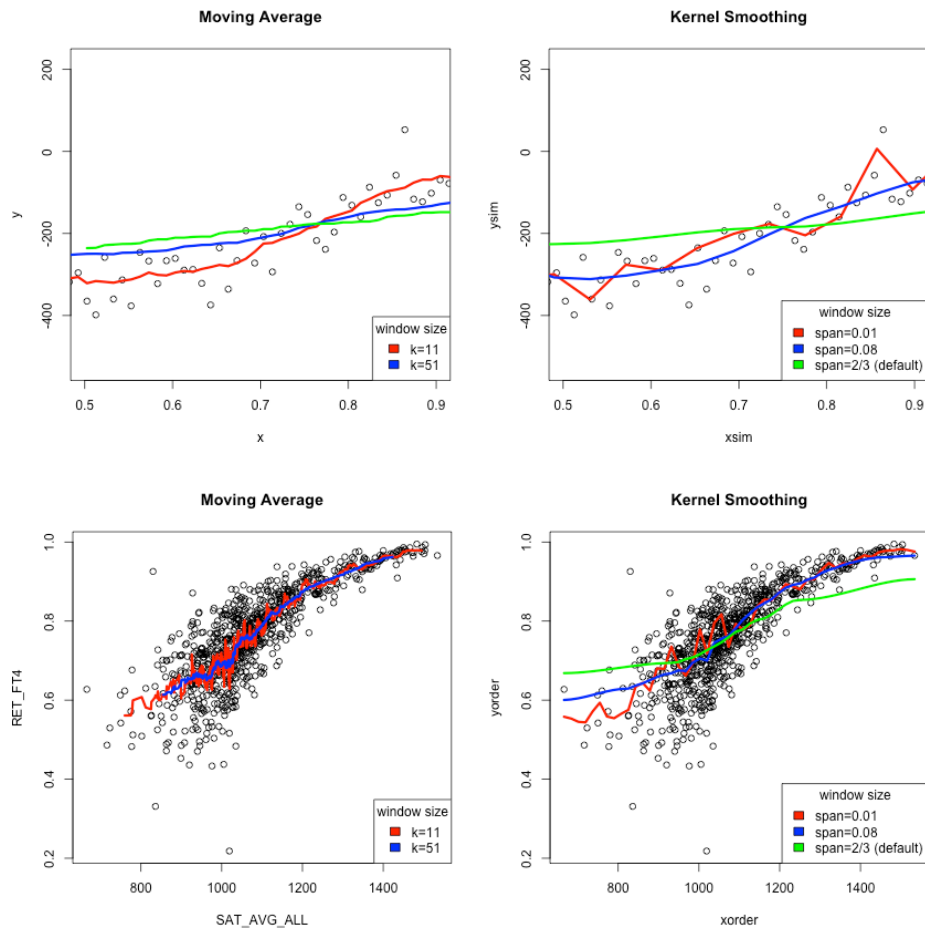 Moving Average
y
200
0
200
-400
0.5 0.6 0.7 0.8 0.9
x
window size
k=11
k=51
Kernel Smoothing
ysim
200
0
200
-400
0.5 0.6 0.7 0.8 0.9
xsim
window size
span=0.01
span=0.08
span=2/3 (default)
Moving Average
RET_FT4
1.0
0.8
0.6
0.4
0.2
800 1000 1200 1400
SAT_AVG_ALL
window size
k=11
k=51
Kernel Smoothing
yorder
1.0
0.8
0.6
0.4
0.2
800 1000 1200 1400
xorder
window size
span=0.01
span=0.08
span=2/3 (default)